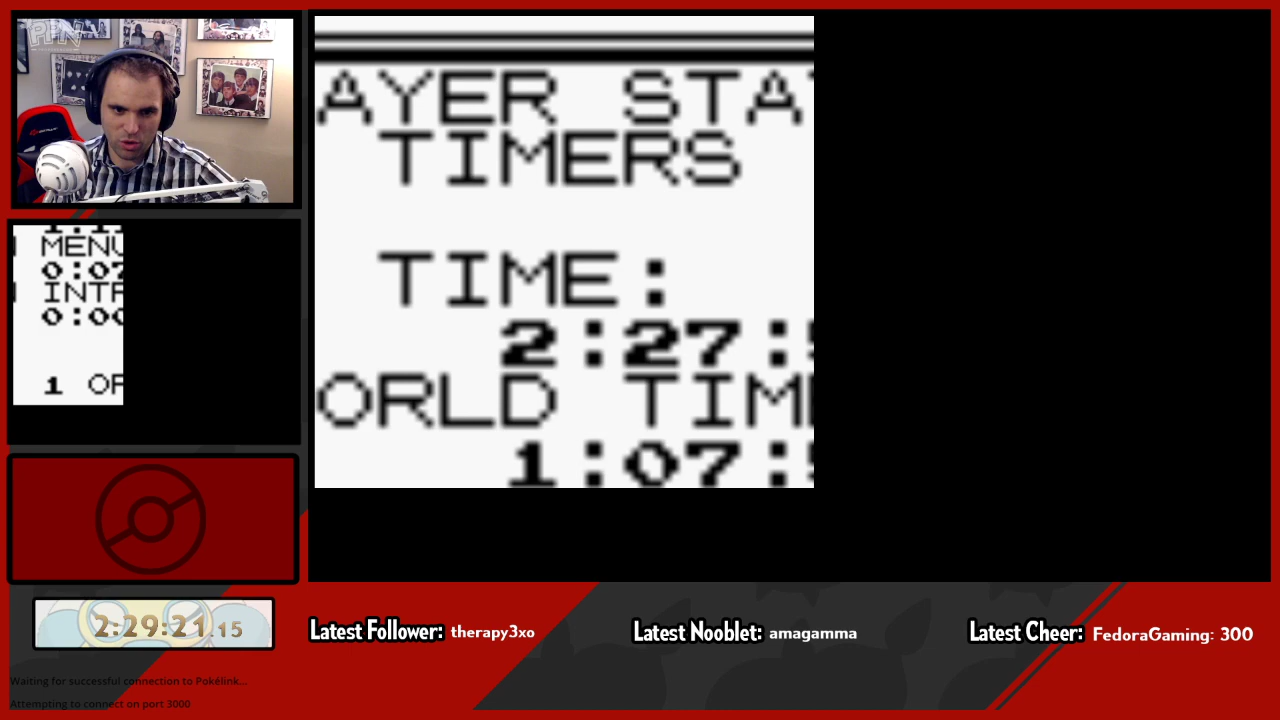 PPN
AYER STA
TIMERS
TIME:
2:27:
ORLD TIM
1:07:
MENU
0:07
INTR
0:00
1 OF
2:29:21.15
Latest Follower: therapy3xo
Latest Nooblet: amagamma
Latest Cheer: FedoraGaming: 300
Waiting for successful connection to Pokélink...
Attempting to connect on port 3000